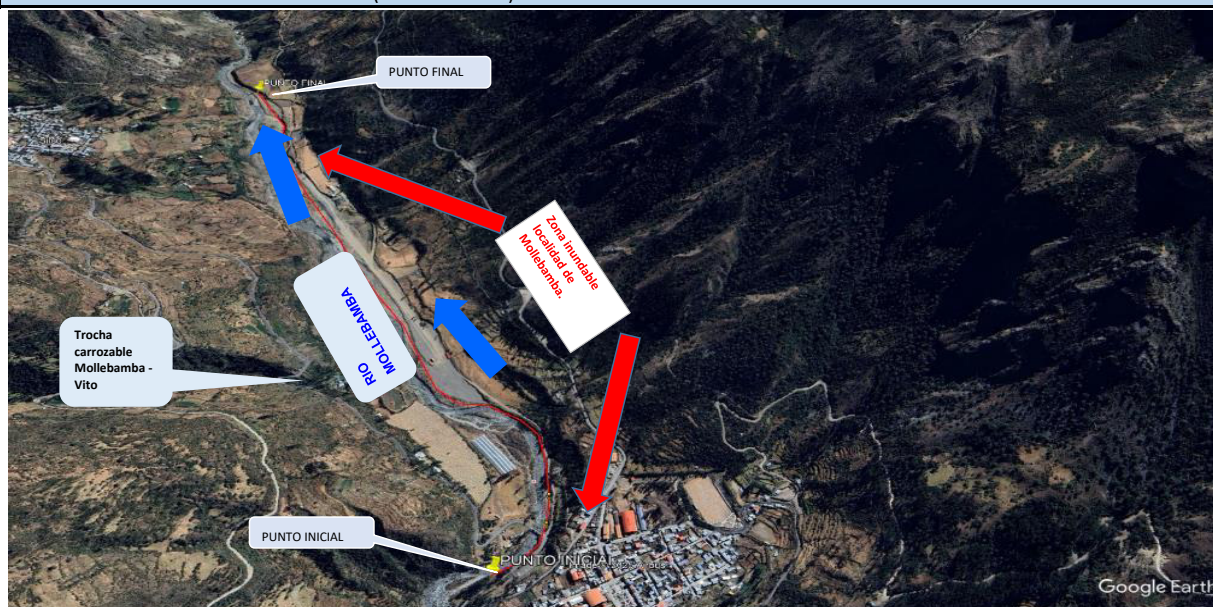 PUNTO FINAL
PUNTO FINAL
Zona inundable
localidad de
Mollebamba.
RIO
MOLLEBAMBA
Trocha
carrozable
Mollebamba -
Vito
PUNTO INICIAL
PUNTO INICIAL
Google Earth